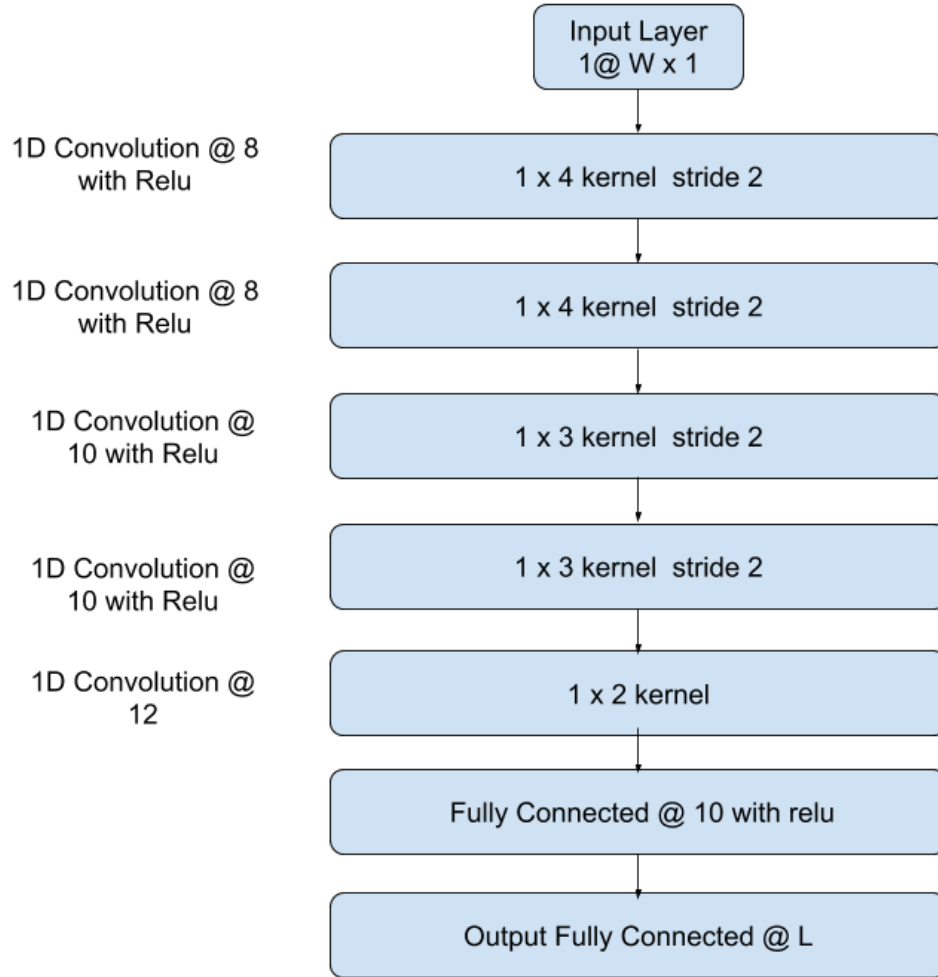 Input Layer
1@ W x 1
1D Convolution @ 8
with Relu
1 x 4 kernel  stride 2
1D Convolution @ 8
with Relu
1 x 4 kernel  stride 2
1D Convolution @
10 with Relu
1 x 3 kernel  stride 2
1D Convolution @
10 with Relu
1 x 3 kernel  stride 2
1D Convolution @
12
1 x 2 kernel
Fully Connected @ 10 with relu
Output Fully Connected @ L